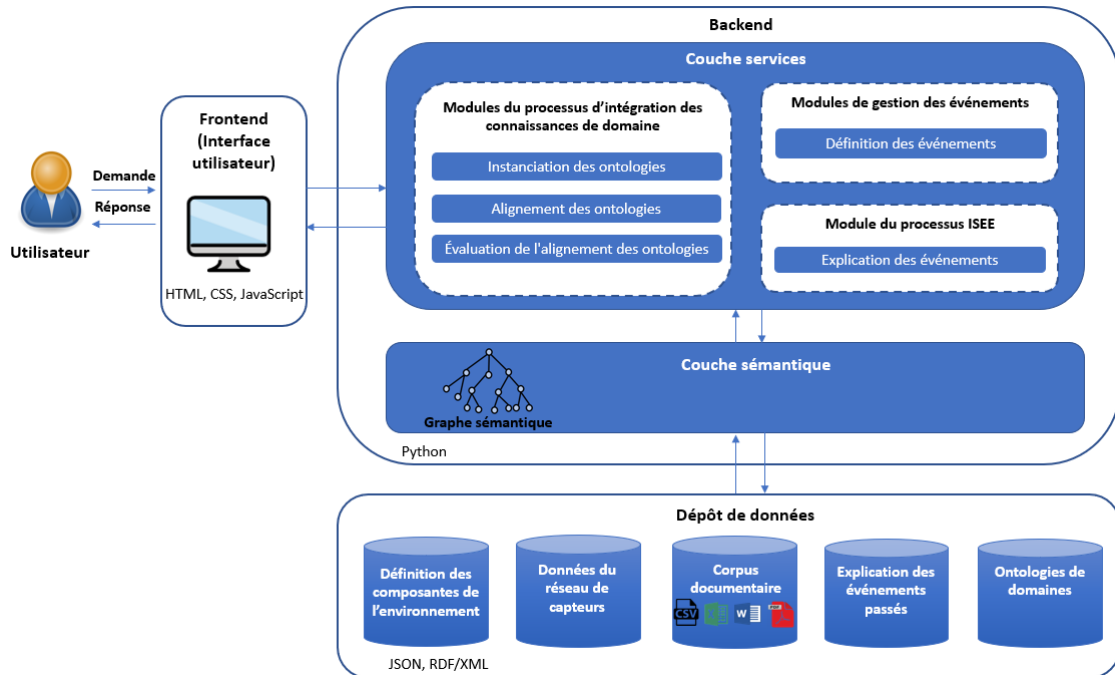 Backend
Couche services
Modules du processus d'intégration des
connaissances de domaine
Instanciation des ontologies
Alignement des ontologies
Évaluation de l'alignement des ontologies
Modules de gestion des événements
Définition des événements
Module du processus ISEE
Explication des événements
Frontend
(Interface
utilisateur)
HTML, CSS, JavaScript
Demande
Réponse
Utilisateur
Couche sémantique
Graphe sémantique
Python
Dépôt de données
Définition des
composantes de
l'environnement
Données du
réseau de
capteurs
Corpus
documentaire
CSV
W
Explication des
événements
passés
Ontologies de
domaines
JSON, RDF/XML